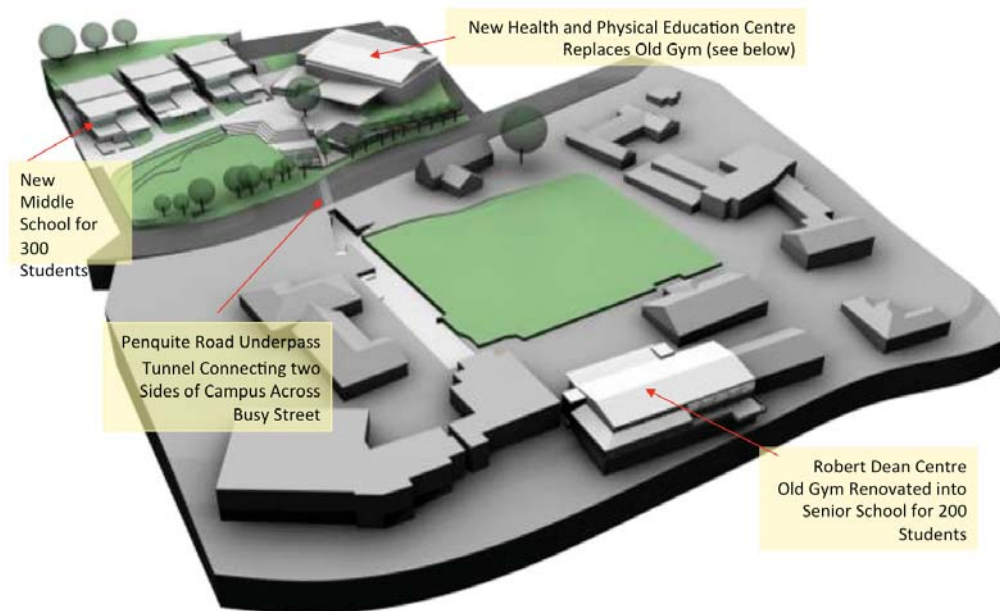 New Health and Physical Education Centre
Replaces Old Gym (see below)
New
Middle
School for
300
Students
Penquite Road Underpass
Tunnel Connecting two
Sides of Campus Across
Busy Street
Robert Dean Centre
Old Gym Renovated into
Senior School for 200
Students